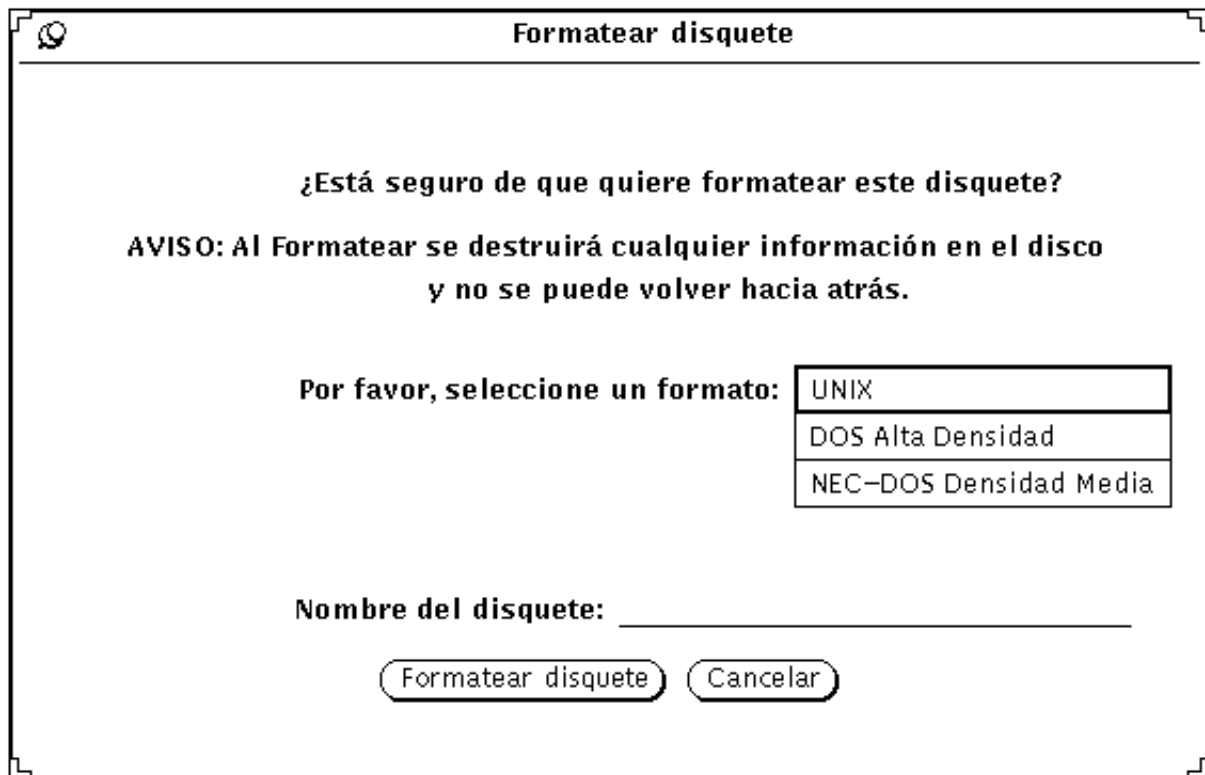 Formatear disquete
¿Está seguro de que quiere formatear este disquete?
AVISO: Al Formatear se destruirá cualquier información en el disco
y no se puede volver hacia atrás.
Por favor, seleccione un formato: UNIX
DOS Alta Densidad
NEC-DOS Densidad Media
Nombre del disquete:
Formatear disquete Cancelar